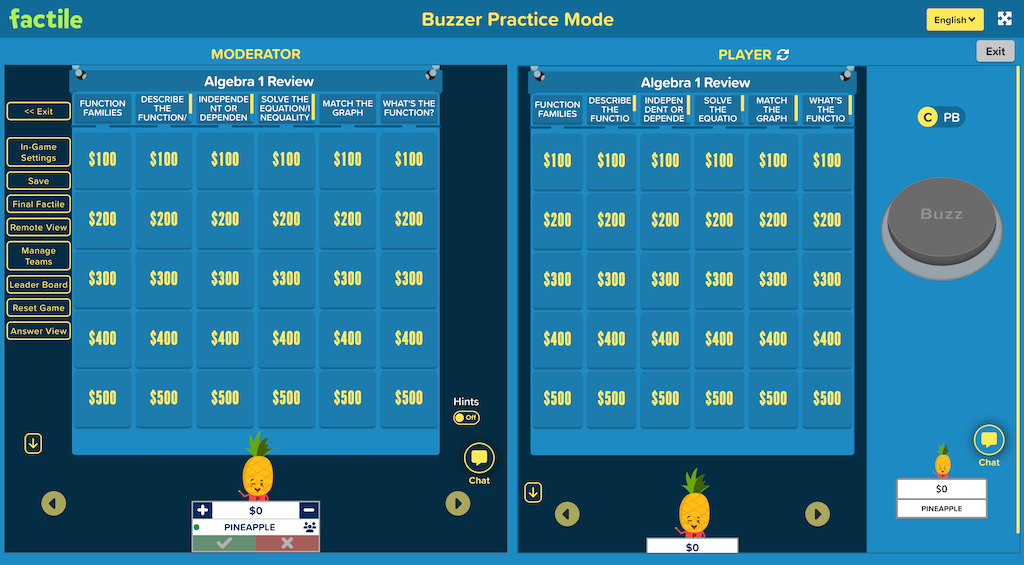 factile
Buzzer Practice Mode
English
Exit
MODERATOR
Algebra 1 Review
FUNCTION
FAMILIES
DESCRIBE
THE
FUNCTION/
INDEPENDE
NT OR
DEPENDEN
SOLVE THE
EQUATION/I
NEQUALITY
MATCH THE
GRAPH
WHAT'S THE
FUNCTION?
$100 $100 $100 $100 $100 $100
$200 $200 $200 $200 $200 $200
$300 $300 $300 $300 $300 $300
$400 $400 $400 $400 $400 $400
$500 $500 $500 $500 $500 $500
<< Exit
In-Game
Settings
Save
Final Factile
Remote View
Manage
Teams
Leader Board
Reset Game
Answer View
Hints
Off
Chat
$0
PINEAPPLE
PLAYER
Algebra 1 Review
FUNCTION
FAMILIES
DESCRIBE
THE
FUNCTIO
INDEPEN
DENT OR
DEPENDE
SOLVE
THE
EQUATIO
MATCH
THE
GRAPH
WHAT'S
THE
FUNCTIO
$100 $100 $100 $100 $100 $100
$200 $200 $200 $200 $200 $200
$300 $300 $300 $300 $300 $300
$400 $400 $400 $400 $400 $400
$500 $500 $500 $500 $500 $500
$0
C PB
Buzz
Chat
$0
PINEAPPLE